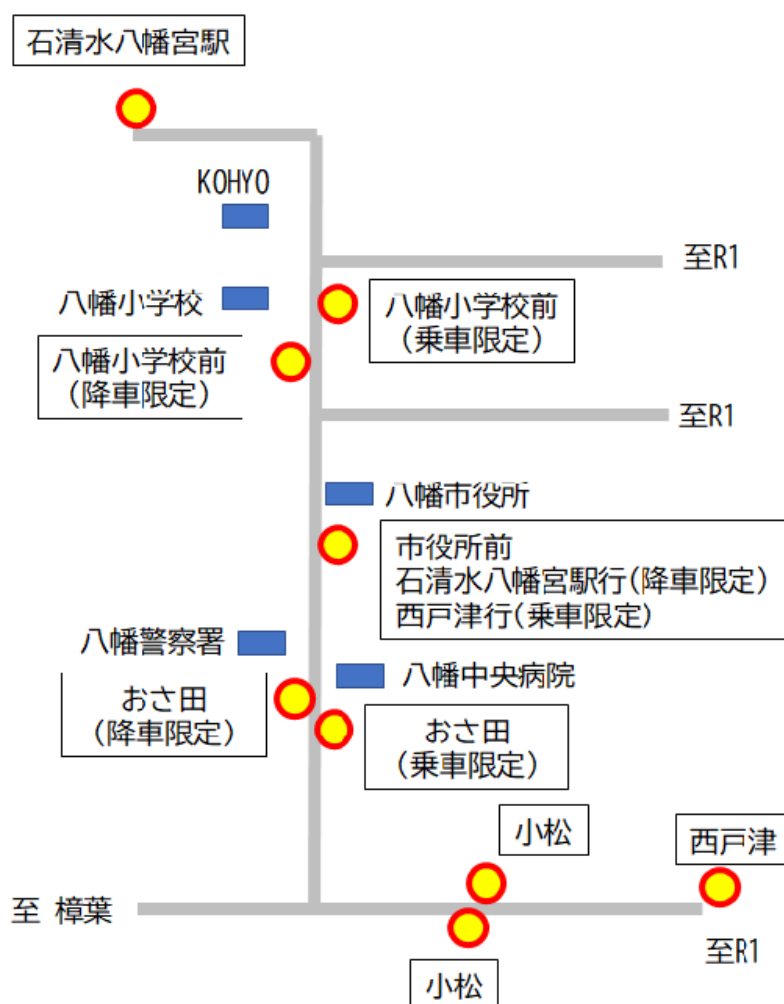 石清水八幡宮駅
KOHYO
至R1
八幡小学校
八幡小学校前
（乗車限定）
八幡小学校前
（降車限定）
至R1
八幡市役所
市役所前
石清水八幡宮駅行(降車限定)
西戸津行(乗車限定)
八幡警察署
八幡中央病院
おさ田
（降車限定）
おさ田
（乗車限定）
小松
西戸津
至 樟葉
至R1
小松